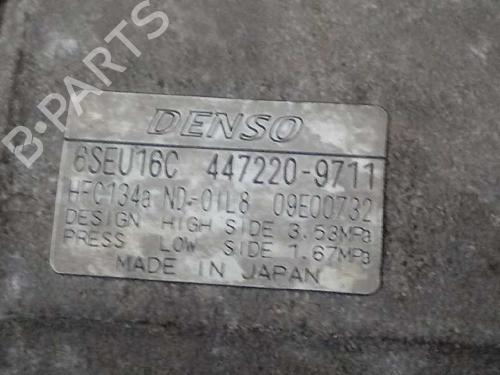 B-PARTS
DENSO
6SEU16C 447220-9711
HFC134a ND-OIL8 09E00732
DESIGN HIGH SIDE 3.53MPa
PRESS LOW SIDE 1.67MPa
MADE IN JAPAN